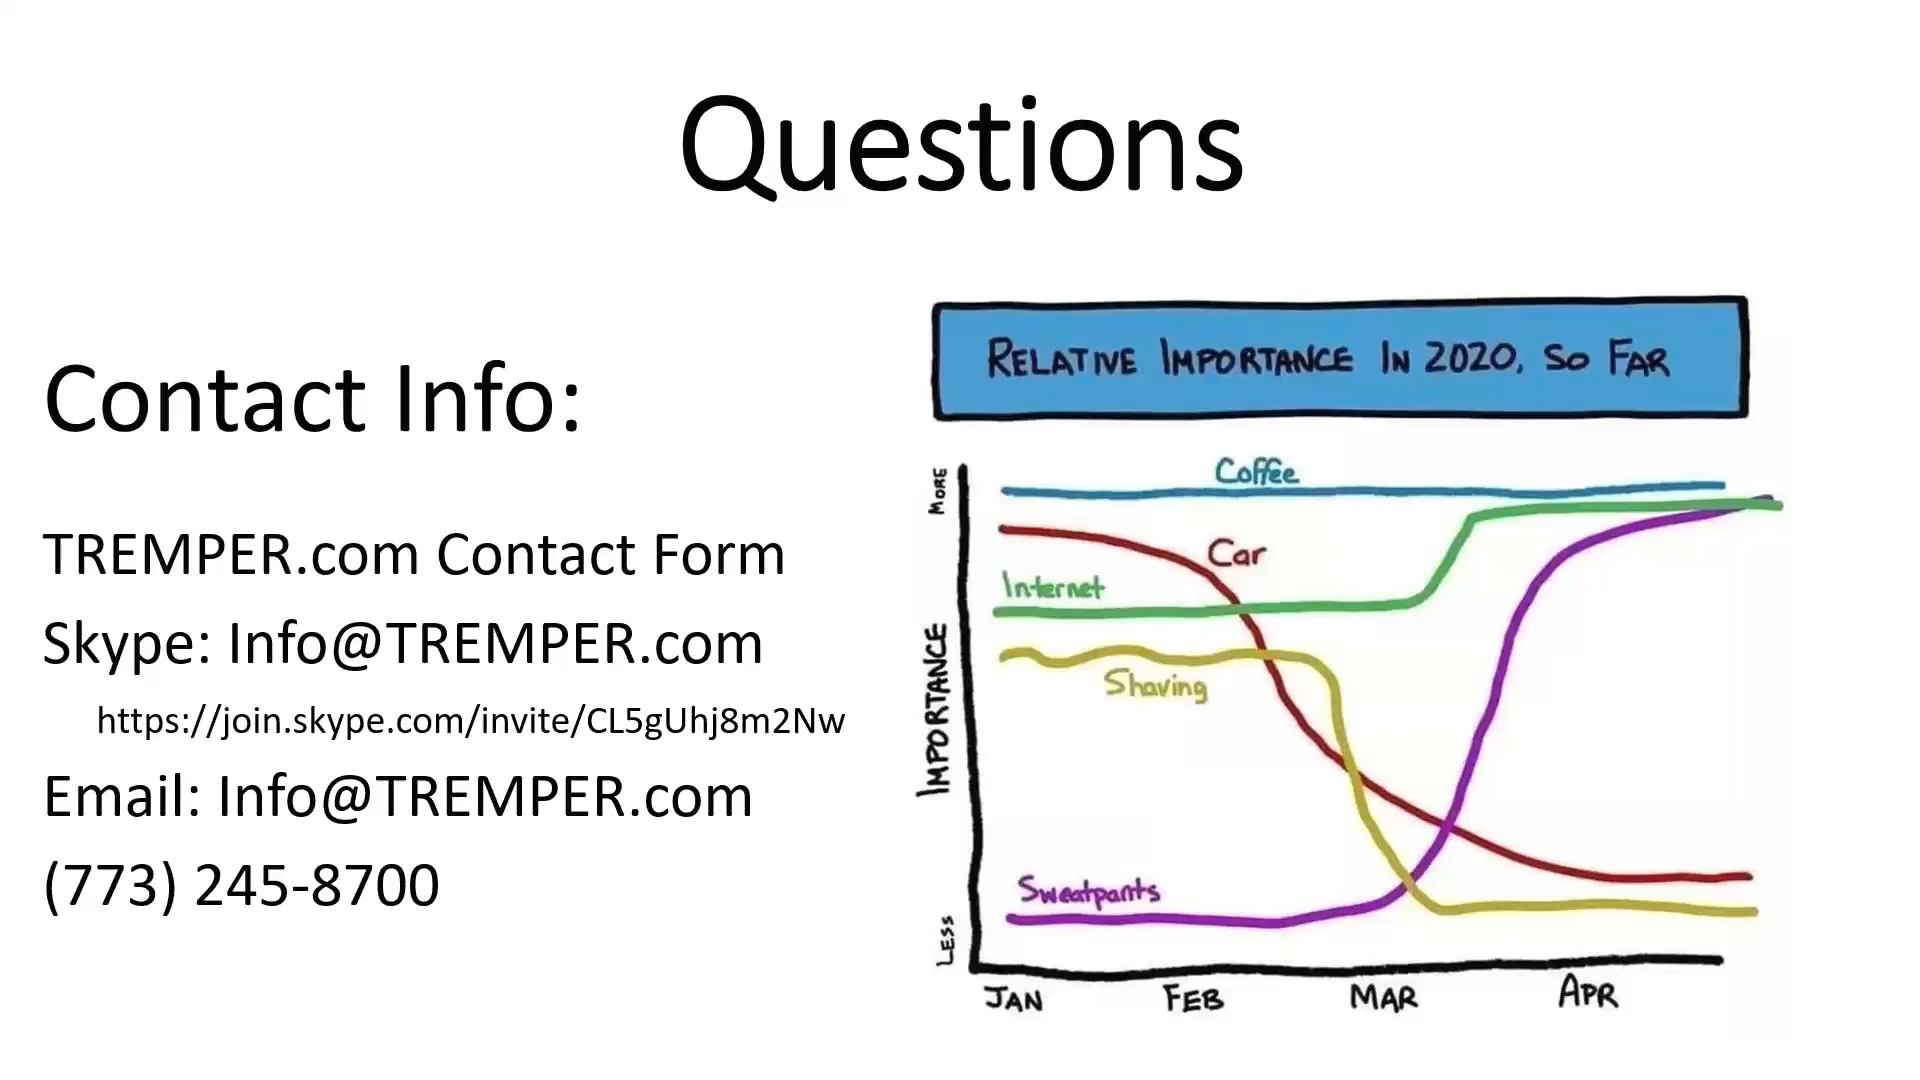 Questions
Contact Info:
TREMPER.com Contact Form
Skype: Info@TREMPER.com
https://join.skype.com/invite/CL5gUhj8m2Nw
Email: Info@TREMPER.com
(773) 245-8700
RELATIVE IMPORTANCE IN 2020, SO FAR
MORE
IMPORTANCE
LESS
Coffee
Car
Internet
Shaving
Sweatpants
JAN FEB MAR APR